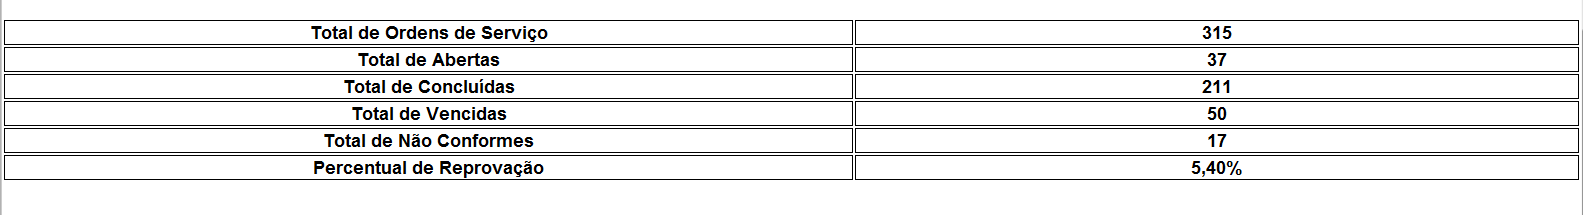 Total de Ordens de Serviço 315
Total de Abertas 37
Total de Concluídas 211
Total de Vencidas 50
Total de Não Conformes 17
Percentual de Reprovação 5,40%